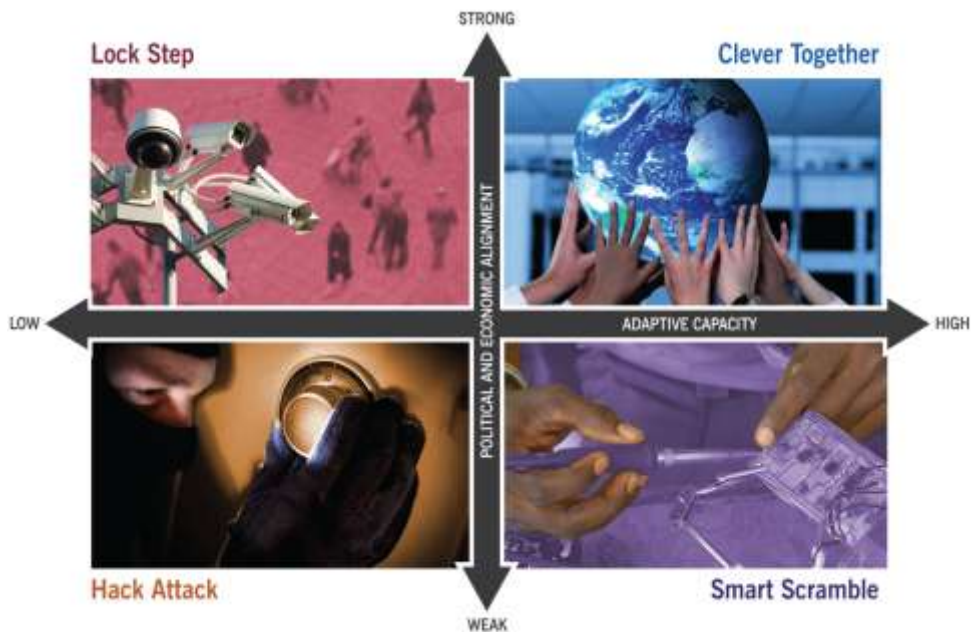 STRONG
Lock Step
Clever Together
POLITICAL AND ECONOMIC ALIGNMENT
LOW
ADAPTIVE CAPACITY
HIGH
Hack Attack
Smart Scramble
WEAK